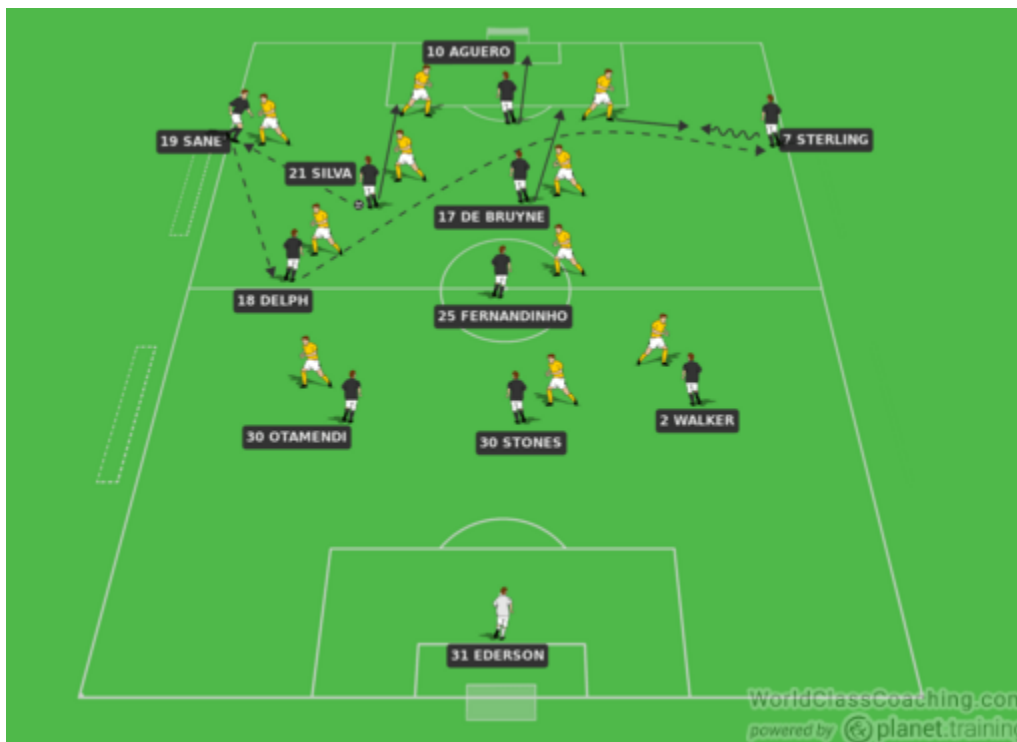 10 AGUERO
19 SANE
7 STERLING
21 SILVA
17 DE BRUYNE
18 DELPH
25 FERNANDINHO
30 OTAMENDI
30 STONES
2 WALKER
31 EDERSON
WorldClassCoaching.com
powered by planet.training